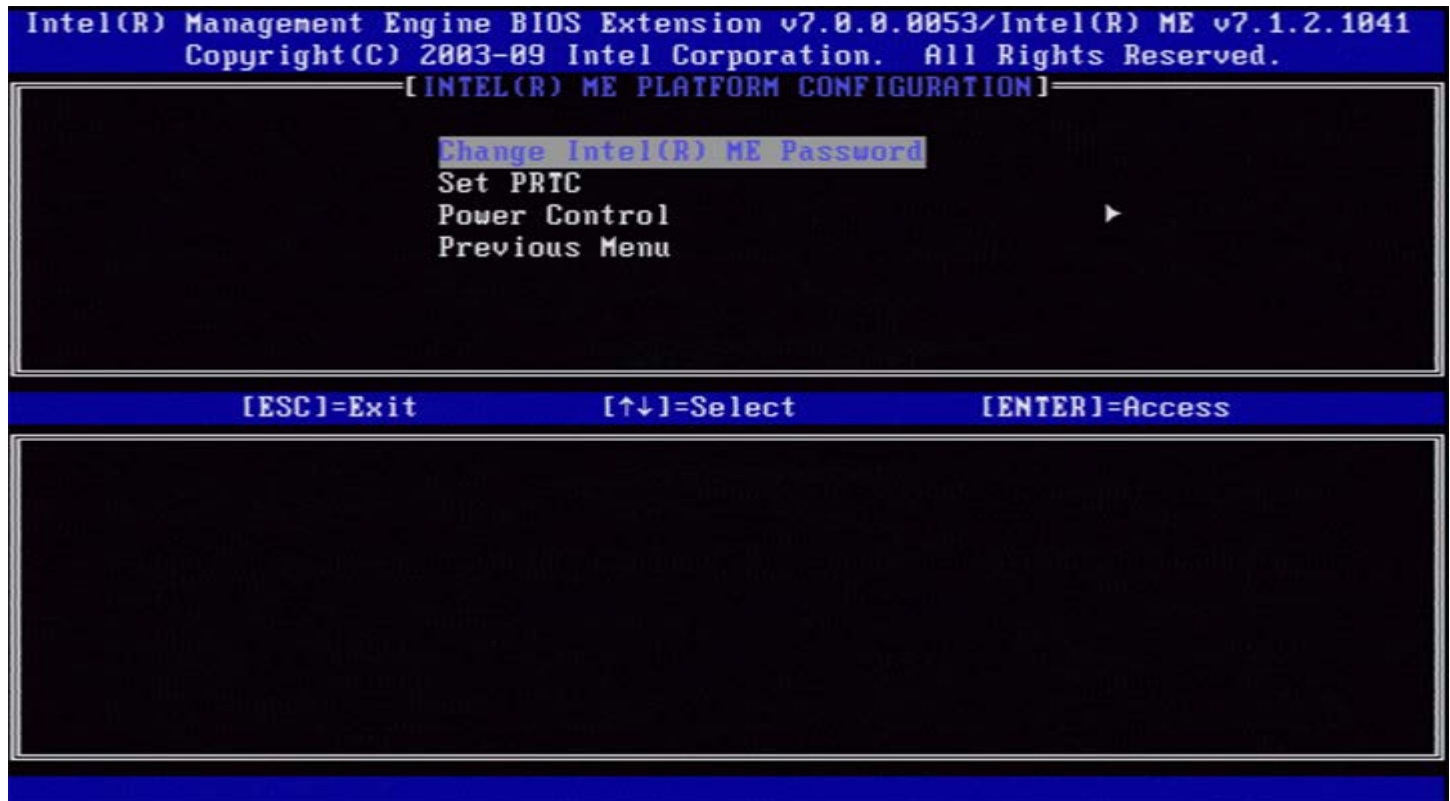 Intel(R) Management Engine BIOS Extension v7.0.0.0053/Intel(R) ME v7.1.2.1041
Copyright(C) 2003-09 Intel Corporation. All Rights Reserved.
[INTEL(R) ME PLATFORM CONFIGURATION]
Change Intel(R) ME Password
Set PRTC
Power Control ►
Previous Menu
[ESC]=Exit [↑↓]=Select [ENTER]=Access